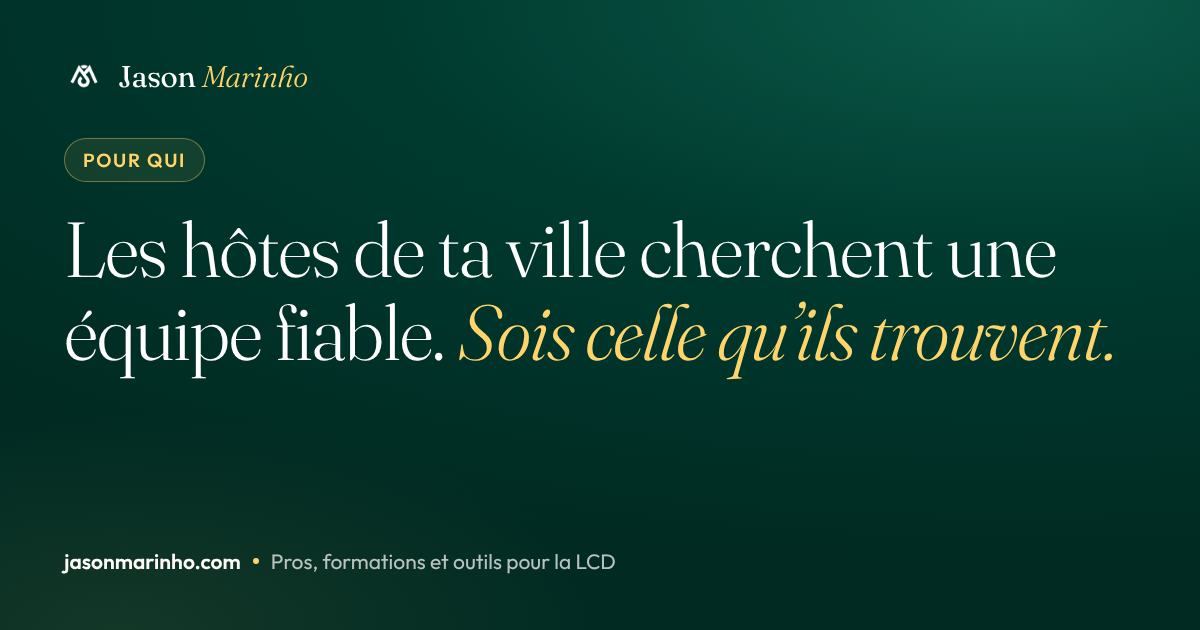 Jason Marinho
POUR QUI
Les hôtes de ta ville cherchent une
équipe fiable. Sois celle qu’ils trouvent.
jasonmarinho.com • Pros, formations et outils pour la LCD